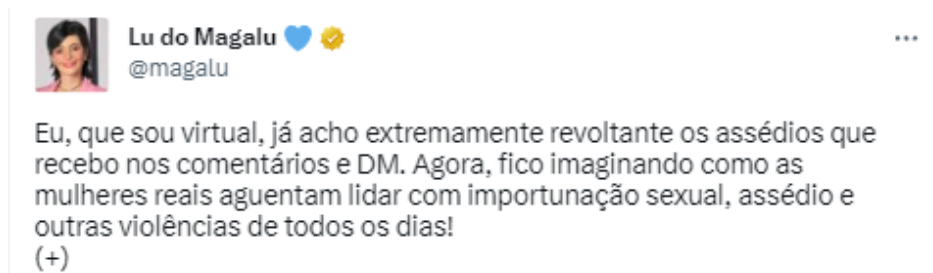 Lu do Magalu 💙
@magalu
Eu, que sou virtual, já acho extremamente revoltante os assédios que
recebo nos comentários e DM. Agora, fico imaginando como as
mulheres reais aguentam lidar com importunação sexual, assédio e
outras violências de todos os dias!
(+)